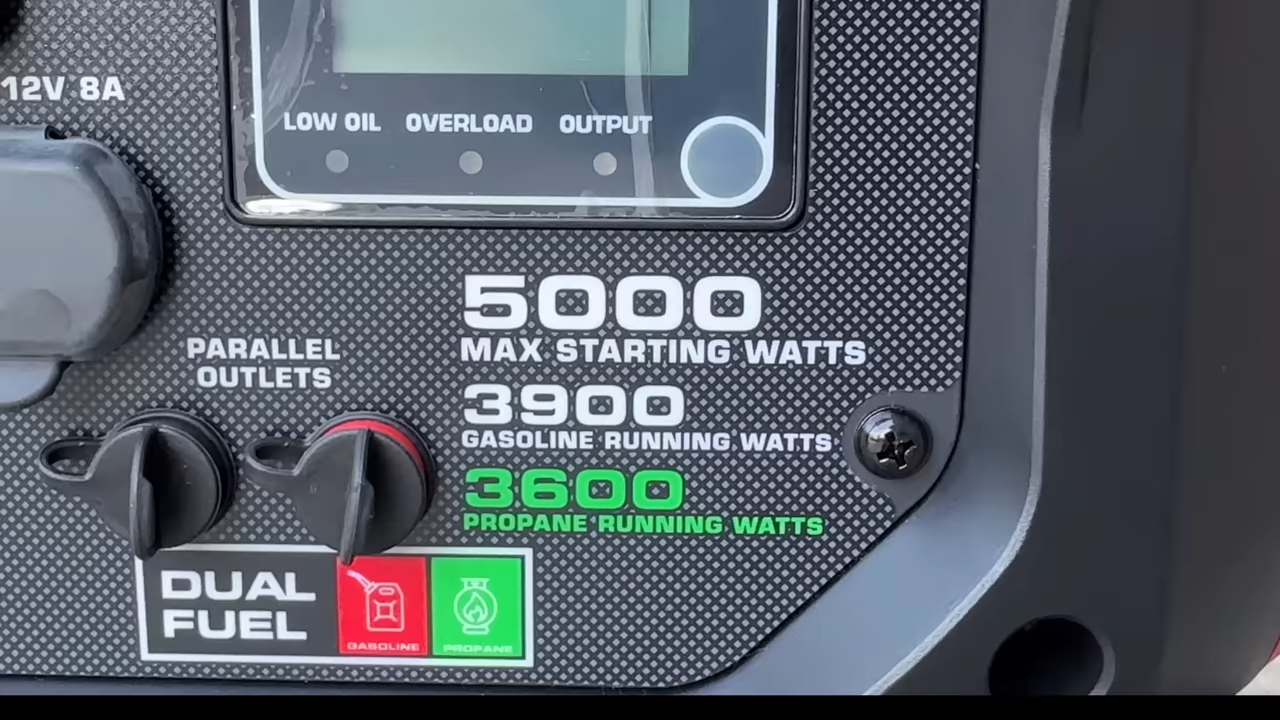 12V 8A
LOW OIL OVERLOAD OUTPUT
5000
MAX STARTING WATTS
PARALLEL
OUTLETS
3900
GASOLINE RUNNING WATTS
3600
PROPANE RUNNING WATTS
DUAL
FUEL
GASOLINE PROPANE